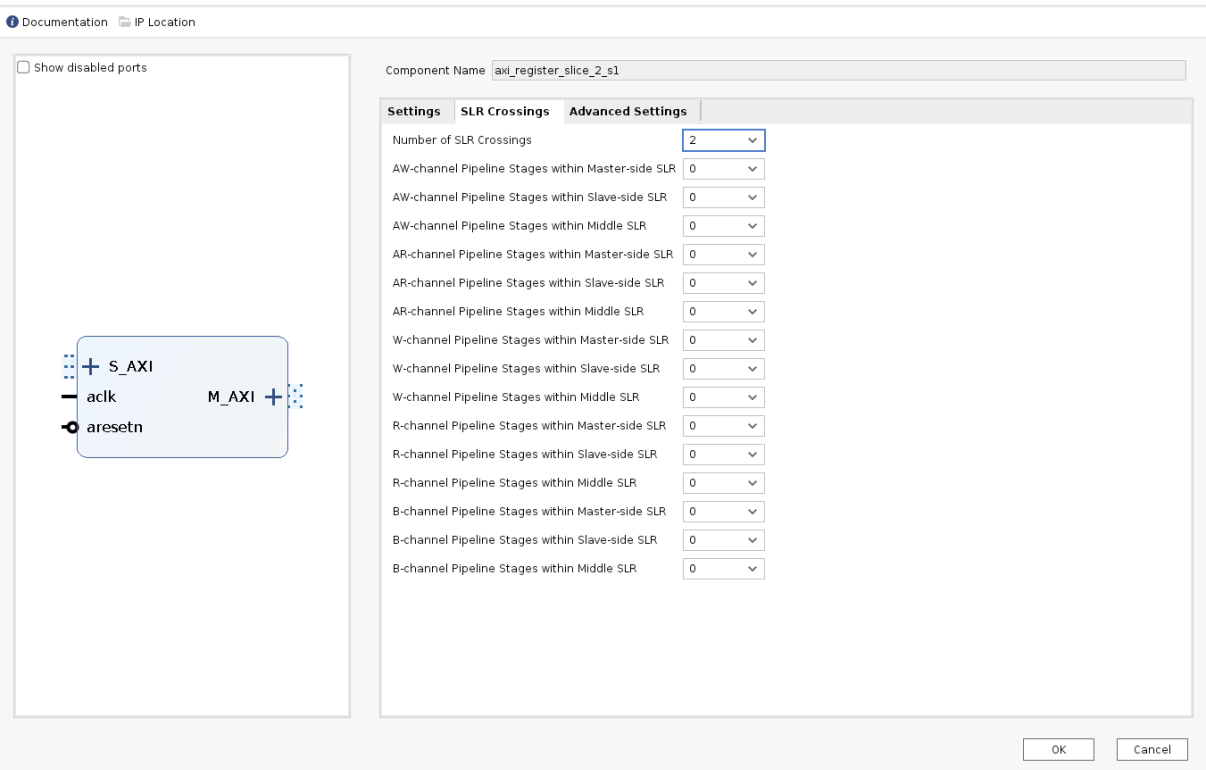 Documentation IP Location
Show disabled ports
S_AXI
aclk
M_AXI
aresetn
Component Name axi_register_slice_2_s1
Settings SLR Crossings Advanced Settings
Number of SLR Crossings 2
AW-channel Pipeline Stages within Master-side SLR 0
AW-channel Pipeline Stages within Slave-side SLR 0
AW-channel Pipeline Stages within Middle SLR 0
AR-channel Pipeline Stages within Master-side SLR 0
AR-channel Pipeline Stages within Slave-side SLR 0
AR-channel Pipeline Stages within Middle SLR 0
W-channel Pipeline Stages within Master-side SLR 0
W-channel Pipeline Stages within Slave-side SLR 0
W-channel Pipeline Stages within Middle SLR 0
R-channel Pipeline Stages within Master-side SLR 0
R-channel Pipeline Stages within Slave-side SLR 0
R-channel Pipeline Stages within Middle SLR 0
B-channel Pipeline Stages within Master-side SLR 0
B-channel Pipeline Stages within Slave-side SLR 0
B-channel Pipeline Stages within Middle SLR 0
OK Cancel